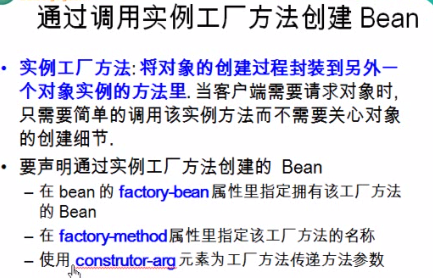 通过调用实例工厂方法创建 Bean
• 实例工厂方法: 将对象的创建过程封装到另外一
个对象实例的方法里. 当客户端需要请求对象时,
只需要简单的调用该实例方法而不需要关心对象
的创建细节.
• 要声明通过实例工厂方法创建的 Bean
– 在 bean 的 factory-bean 属性里指定拥有该工厂方法
的 Bean
– 在 factory-method 属性里指定该工厂方法的名称
– 使用 construtor-arg 元素为工厂方法传递方法参数